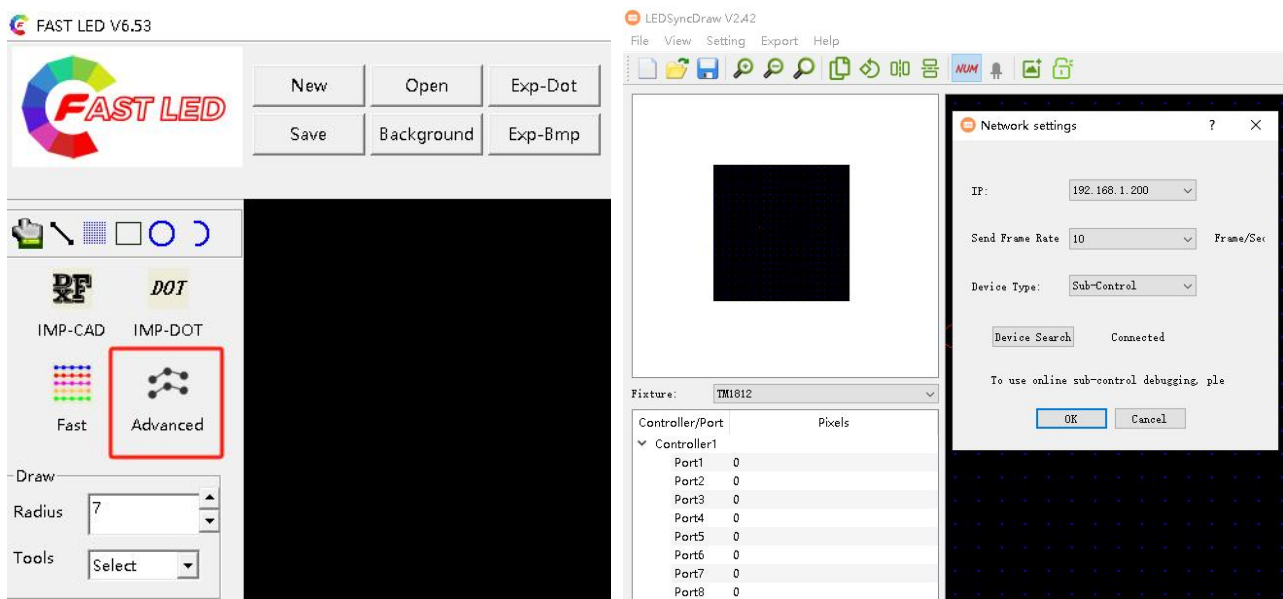 FAST LED V6.53
FAST LED
New
Open
Exp-Dot
Save
Background
Exp-Bmp
DXF
DOT
IMP-CAD
IMP-DOT
Fast
Advanced
Draw
Radius
7
Tools
Select
LEDSyncDraw V2.42
File View Setting Export Help
NUM
Network settings ? ×
IP: 192.168.1.200
Send Frame Rate 10 Frame/Sec
Device Type: Sub-Control
Device Search Connected
To use online sub-control debugging, ple
OK Cancel
Fixture: TM1812
Controller/Port Pixels
Controller1
Port1 0
Port2 0
Port3 0
Port4 0
Port5 0
Port6 0
Port7 0
Port8 0